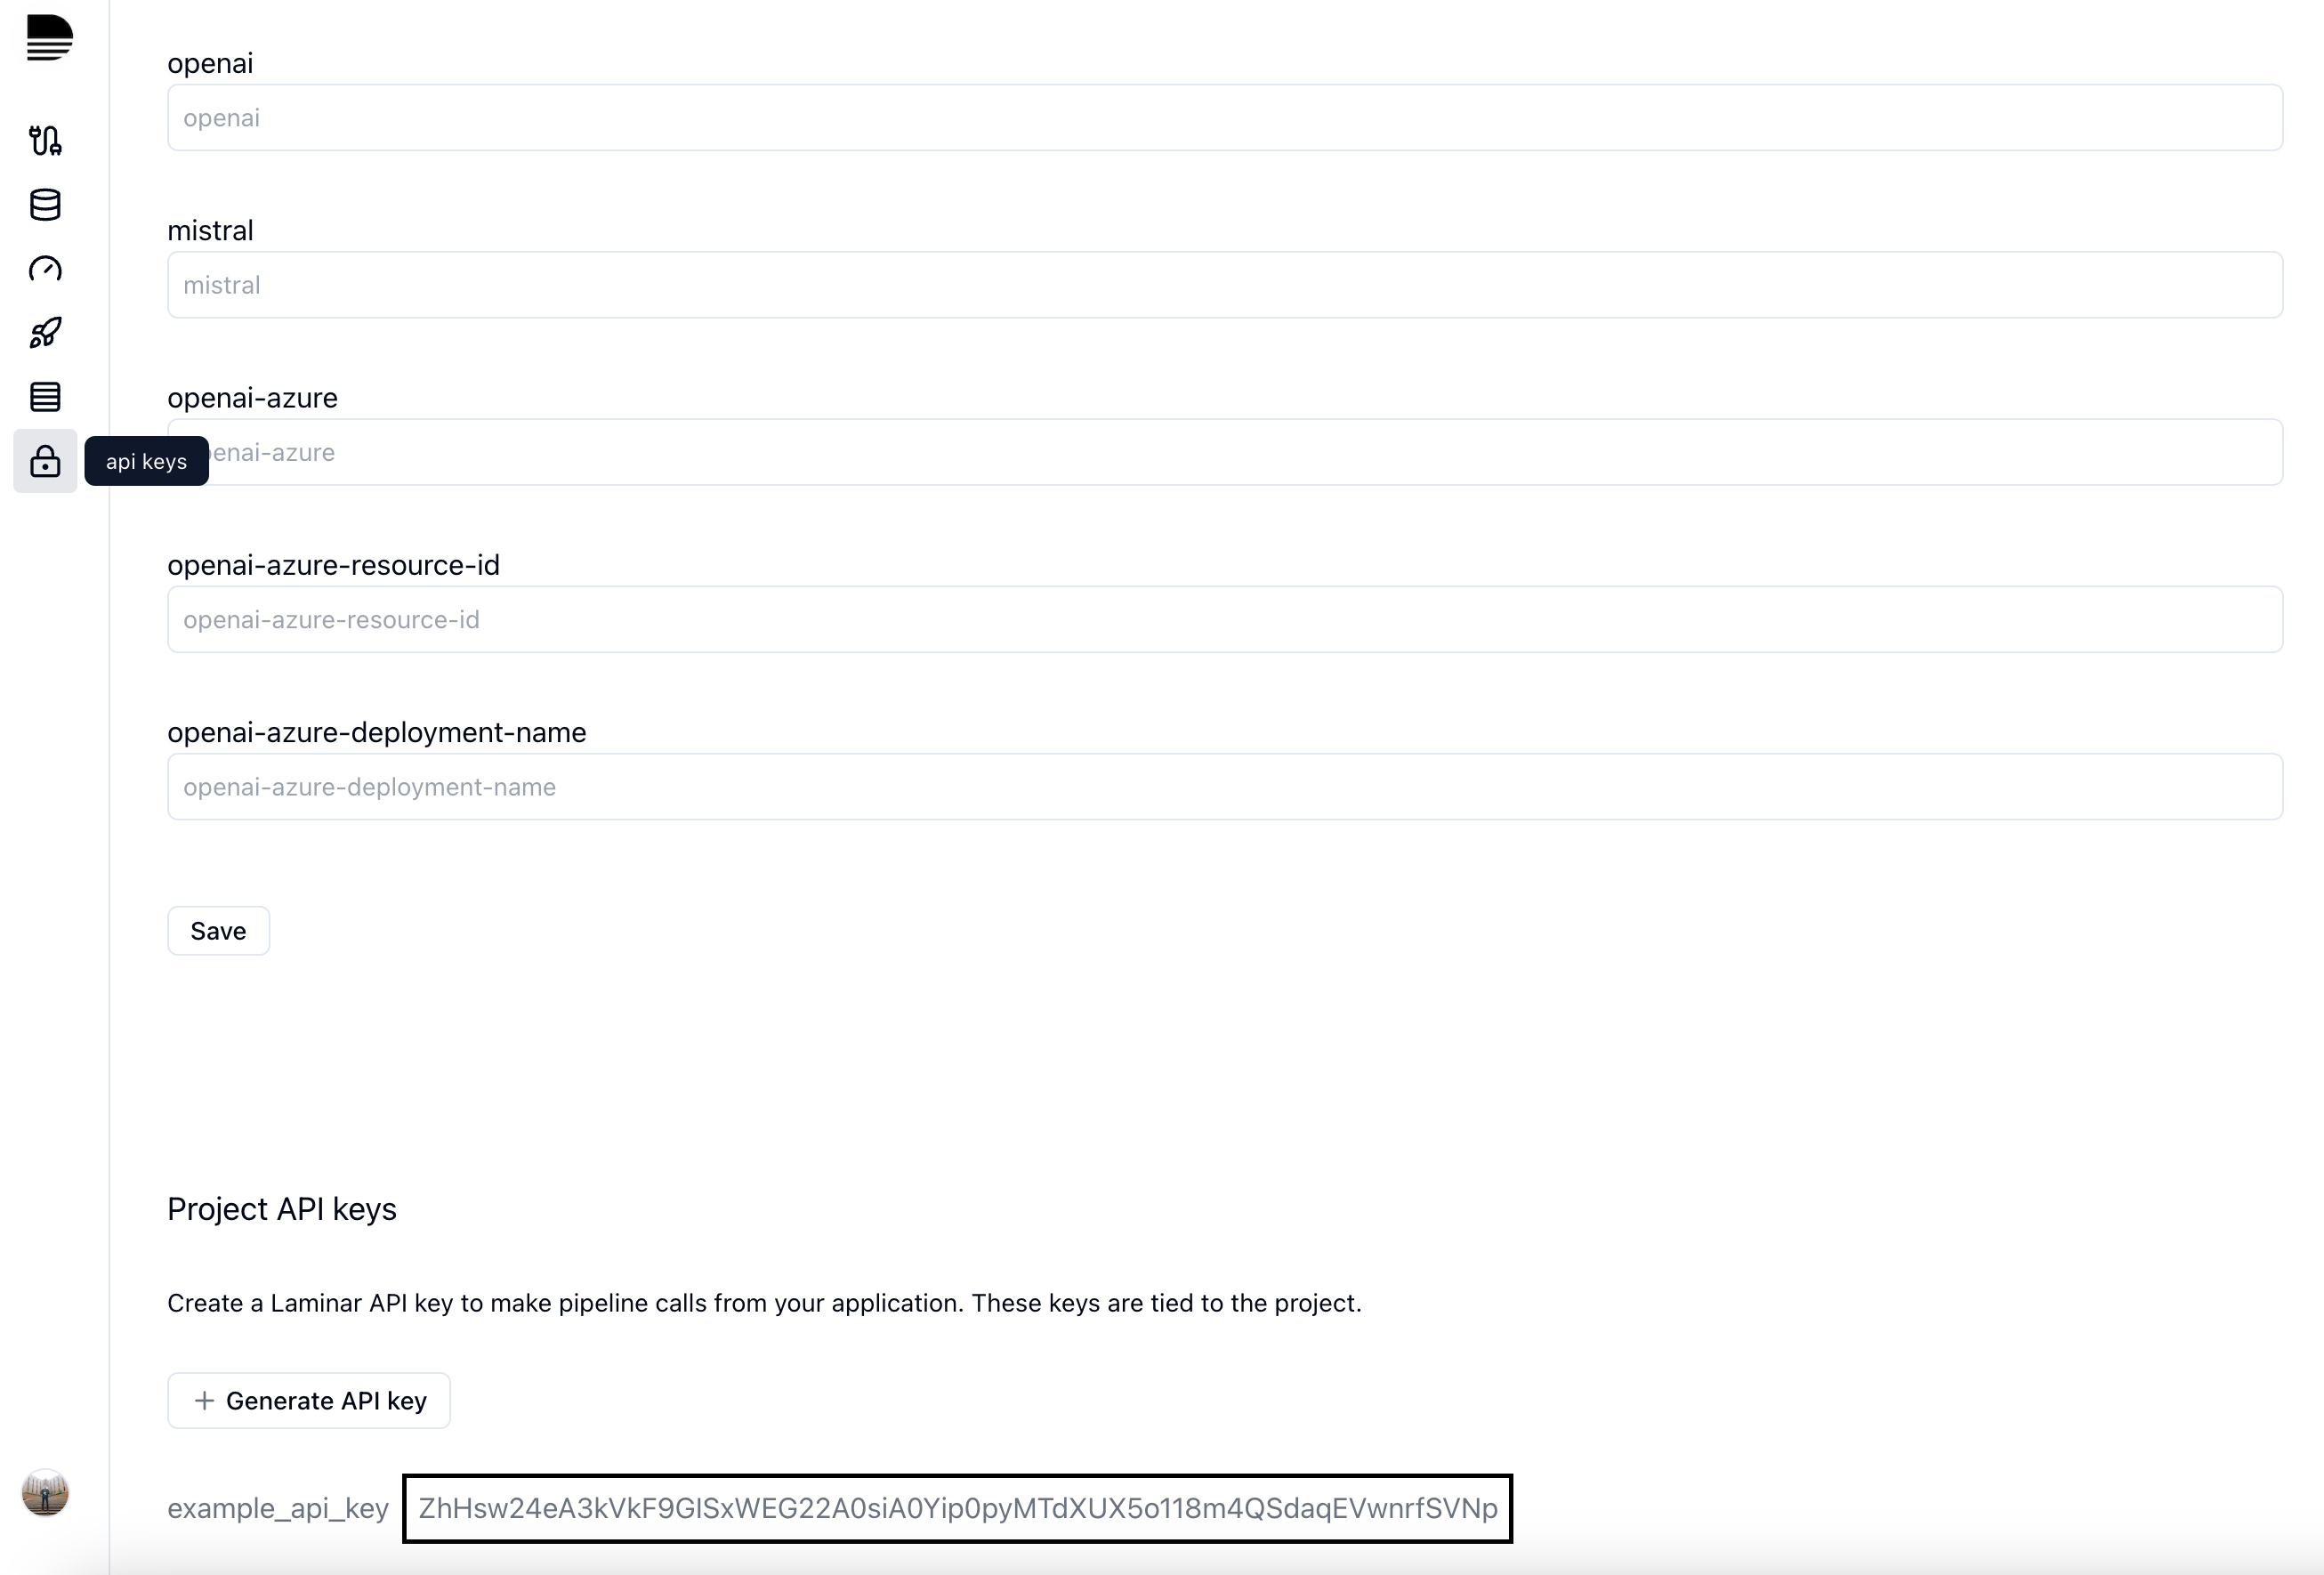 openai
openai
mistral
mistral
openai-azure
api keys
enai-azure
openai-azure-resource-id
openai-azure-resource-id
openai-azure-deployment-name
openai-azure-deployment-name
Save
Project API keys
Create a Laminar API key to make pipeline calls from your application. These keys are tied to the project.
Generate API key
example_api_key ZhHsw24eA3kVkF9GISxWEG22A0siA0Yip0pyMTdXUX5o118m4QSdaqEVwnrfSVNp